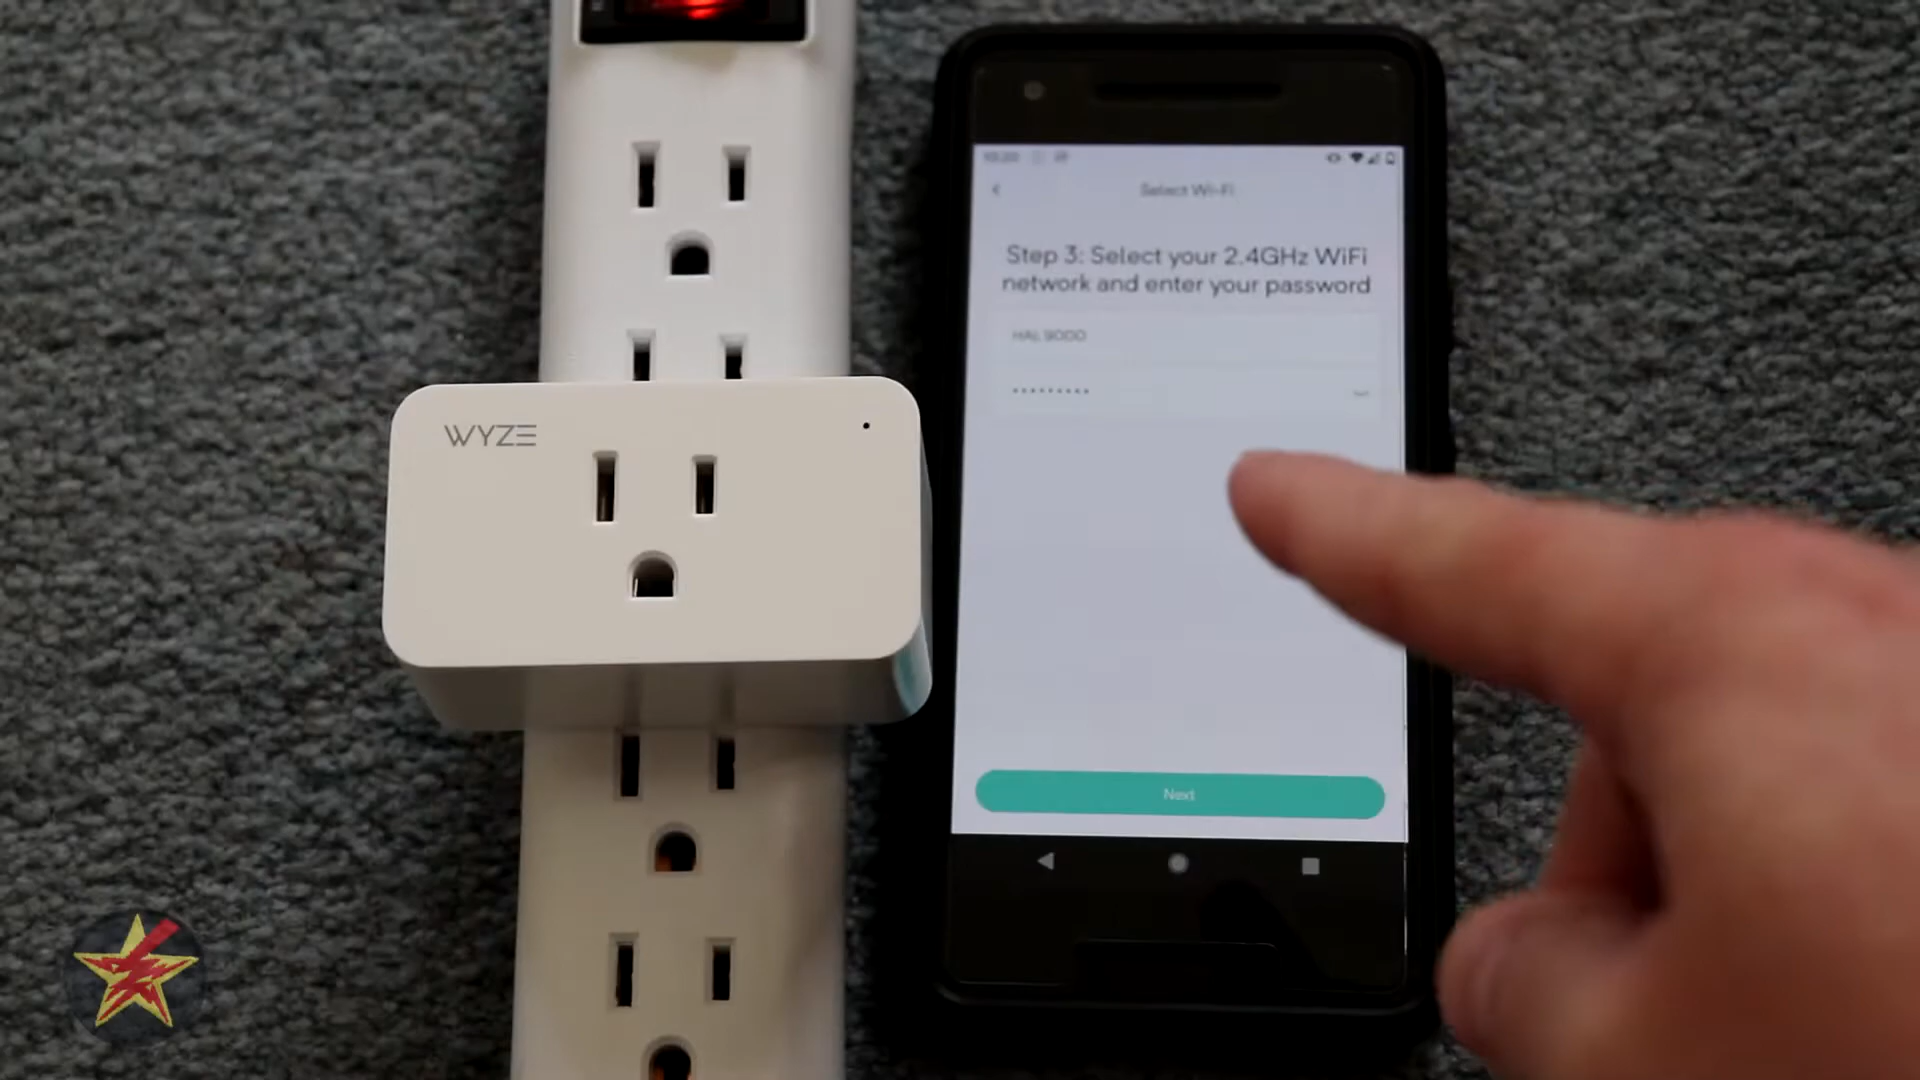 WYZE
Select Wi-Fi
Step 3: Select your 2.4GHz WiFi
network and enter your password
HAL 9000
•••••••••
Next